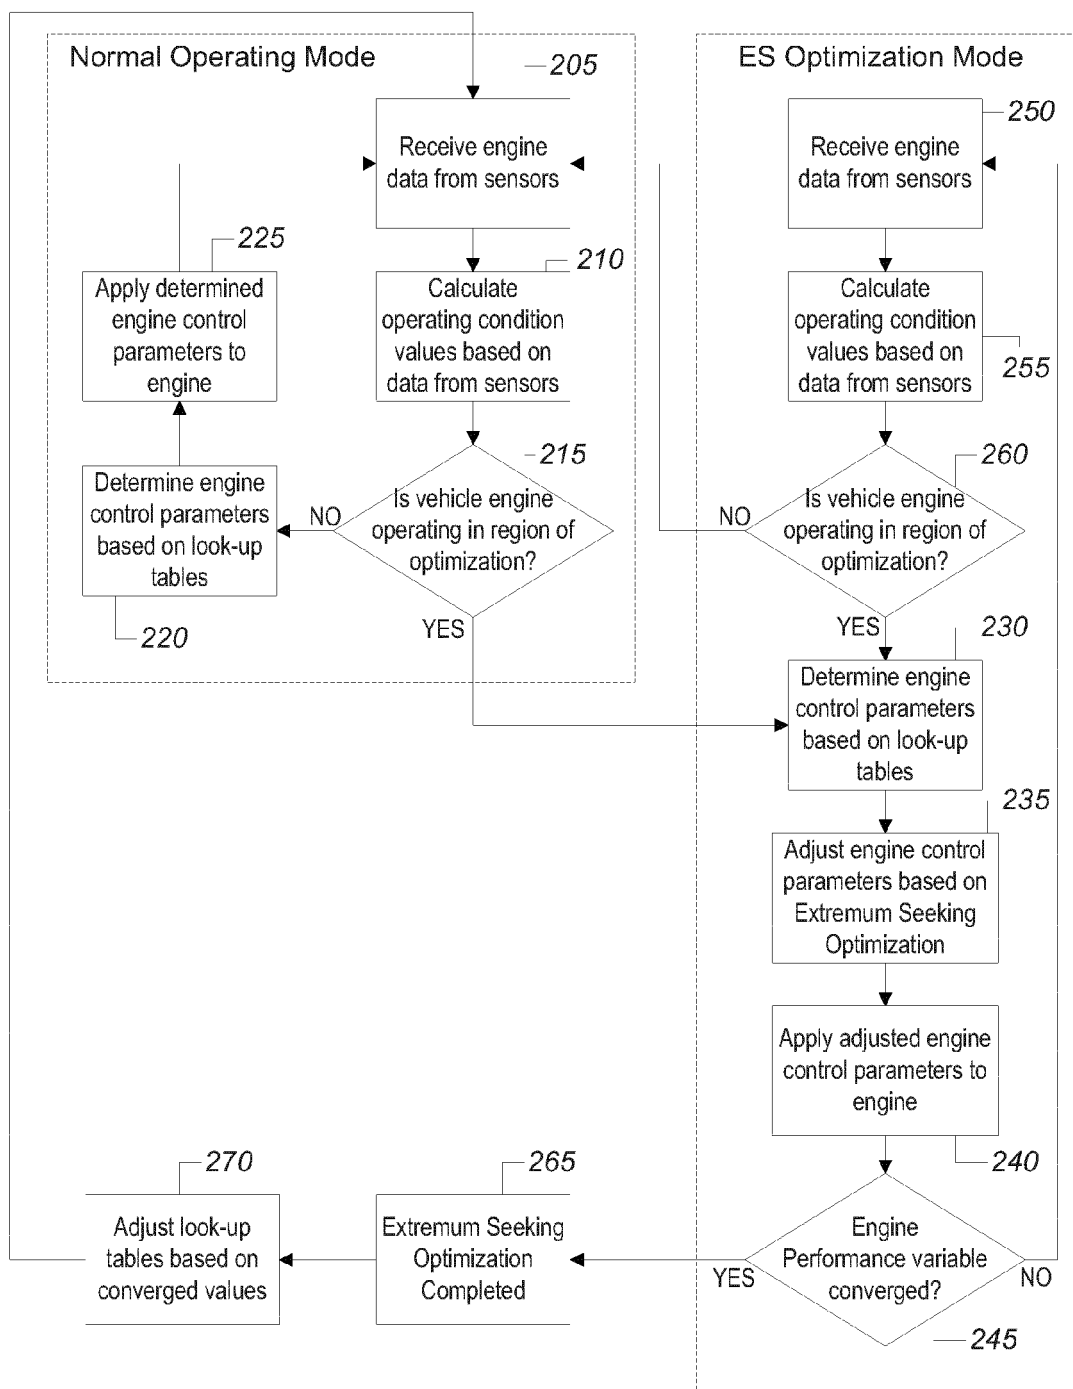 Normal Operating Mode
205
Receive engine
data from sensors
225
210
Apply determined
engine control
parameters to
engine
Calculate
operating condition
values based on
data from sensors
215
Determine engine
control parameters
based on look-up
tables
NO
Is vehicle engine
operating in region of
optimization?
220
YES
ES Optimization Mode
250
Receive engine
data from sensors
Calculate
operating condition
values based on
data from sensors
255
260
NO
Is vehicle engine
operating in region of
optimization?
YES
230
Determine engine
control parameters
based on look-up
tables
235
Adjust engine control
parameters based on
Extremum Seeking
Optimization
Apply adjusted engine
control parameters to
engine
240
270
265
Adjust look-up
tables based on
converged values
Extremum Seeking
Optimization
Completed
YES
Engine
Performance variable
converged?
NO
245